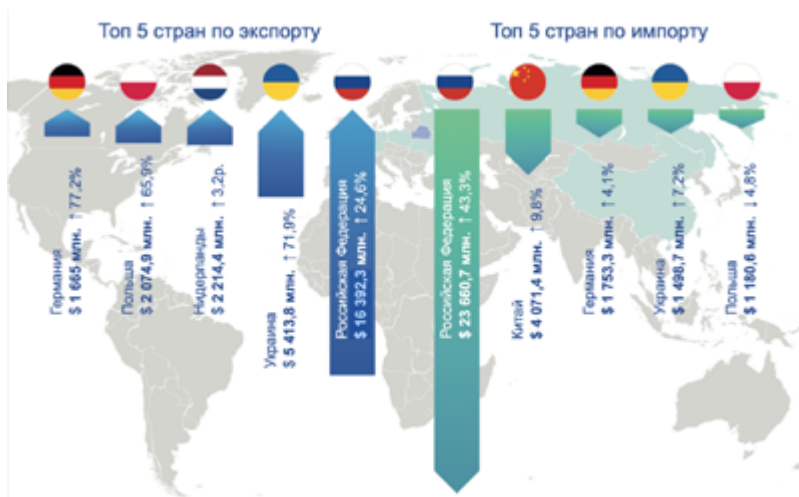 Топ 5 стран по экспорту
Топ 5 стран по импорту
Германия
$ 1 665 млн. ↑ 77,2%
Польша
$ 2 074,9 млн. ↑ 65,9%
Нидерланды
$ 2 214,4 млн. ↑ 3,2р.
Украина
$ 5 413,8 млн. ↑ 71,9%
Российская Федерация
$ 16 392,3 млн. ↑ 24,6%
Российская Федерация
$ 23 660,7 млн. ↑ 43,3%
Китай
$ 4 071,4 млн. ↑ 9,8%
Германия
$ 1 753,3 млн. ↑ 4,1%
Украина
$ 1 498,7 млн. ↑ 7,2%
Польша
$ 1 180,6 млн. ↓ 4,8%